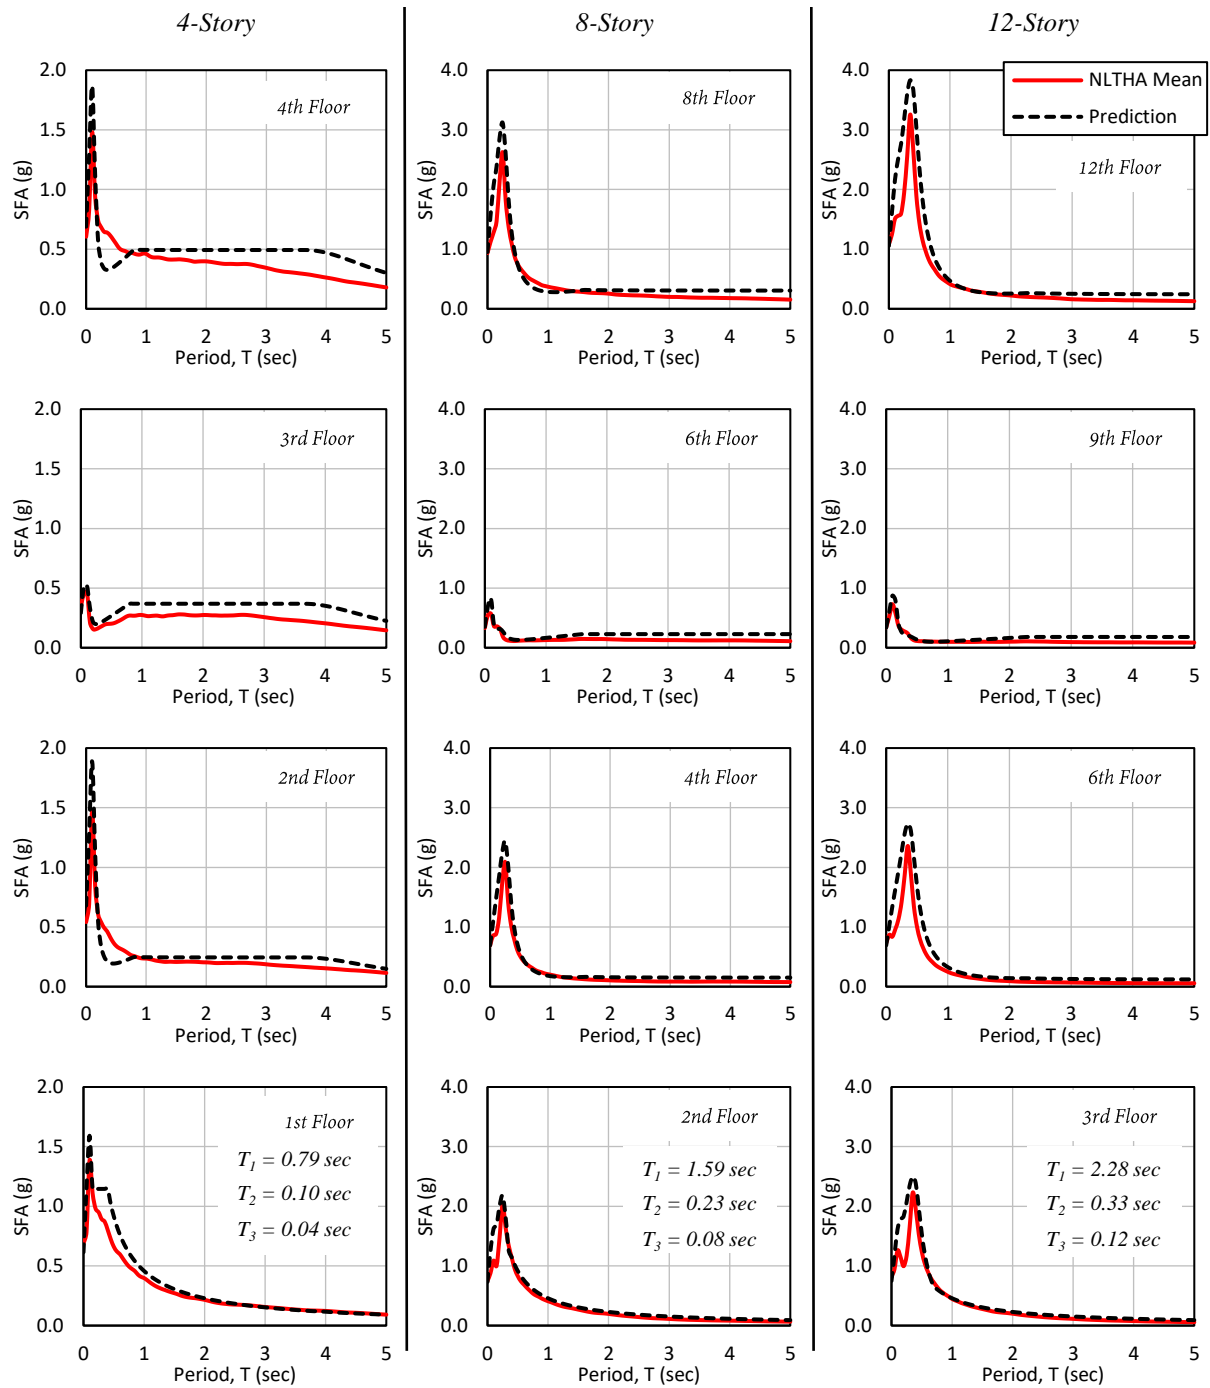 4-Story
8-Story
12-Story
2.0
1.5
1.0
0.5
0.0
SFA (g)
4th Floor
0 1 2 3 4 5
Period, T (sec)
4.0
3.0
2.0
1.0
0.0
SFA (g)
8th Floor
0 1 2 3 4 5
Period, T (sec)
4.0
3.0
2.0
1.0
0.0
SFA (g)
NLTHA Mean
Prediction
12th Floor
0 1 2 3 4 5
Period, T (sec)
2.0
1.5
1.0
0.5
0.0
SFA (g)
3rd Floor
0 1 2 3 4 5
Period, T (sec)
4.0
3.0
2.0
1.0
0.0
SFA (g)
6th Floor
0 1 2 3 4 5
Period, T (sec)
4.0
3.0
2.0
1.0
0.0
SFA (g)
9th Floor
0 1 2 3 4 5
Period, T (sec)
2.0
1.5
1.0
0.5
0.0
SFA (g)
2nd Floor
0 1 2 3 4 5
Period, T (sec)
4.0
3.0
2.0
1.0
0.0
SFA (g)
4th Floor
0 1 2 3 4 5
Period, T (sec)
4.0
3.0
2.0
1.0
0.0
SFA (g)
6th Floor
0 1 2 3 4 5
Period, T (sec)
2.0
1.5
1.0
0.5
0.0
SFA (g)
1st Floor
T1 = 0.79 sec
T2 = 0.10 sec
T3 = 0.04 sec
0 1 2 3 4 5
Period, T (sec)
4.0
3.0
2.0
1.0
0.0
SFA (g)
2nd Floor
T1 = 1.59 sec
T2 = 0.23 sec
T3 = 0.08 sec
0 1 2 3 4 5
Period, T (sec)
4.0
3.0
2.0
1.0
0.0
SFA (g)
3rd Floor
T1 = 2.28 sec
T2 = 0.33 sec
T3 = 0.12 sec
0 1 2 3 4 5
Period, T (sec)